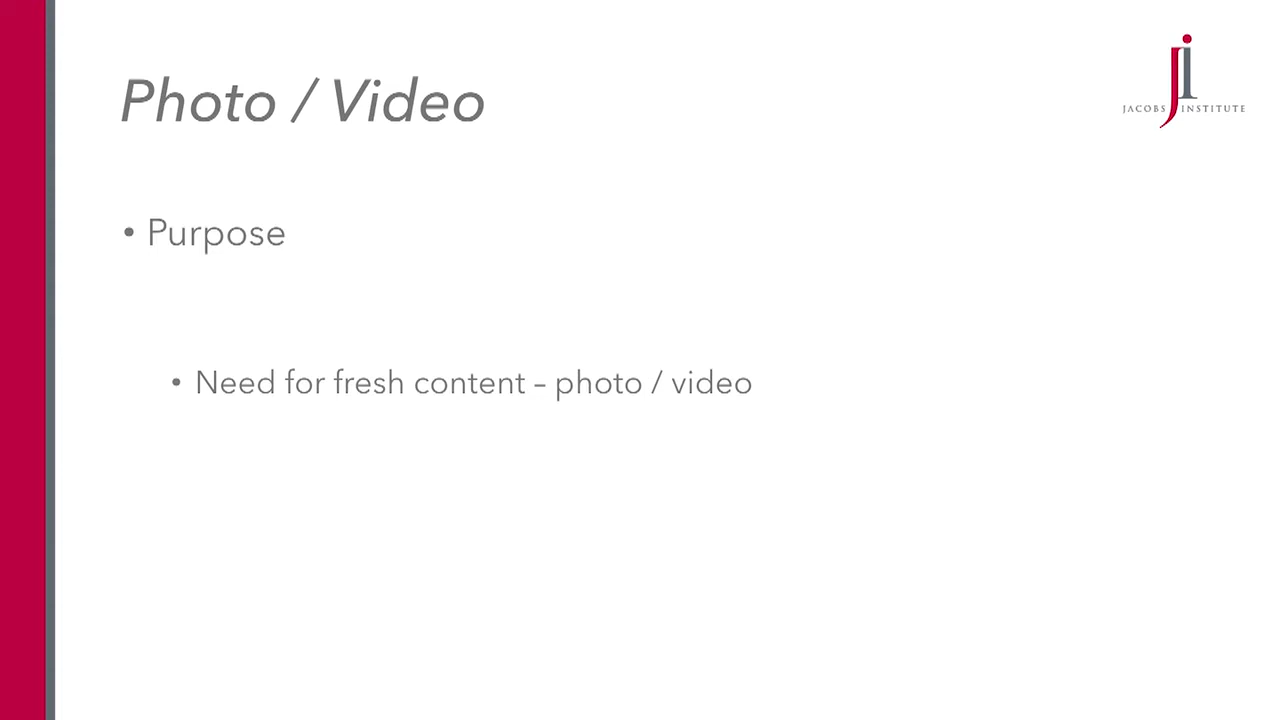 Photo / Video
JACOBS INSTITUTE
• Purpose
• Need for fresh content – photo / video